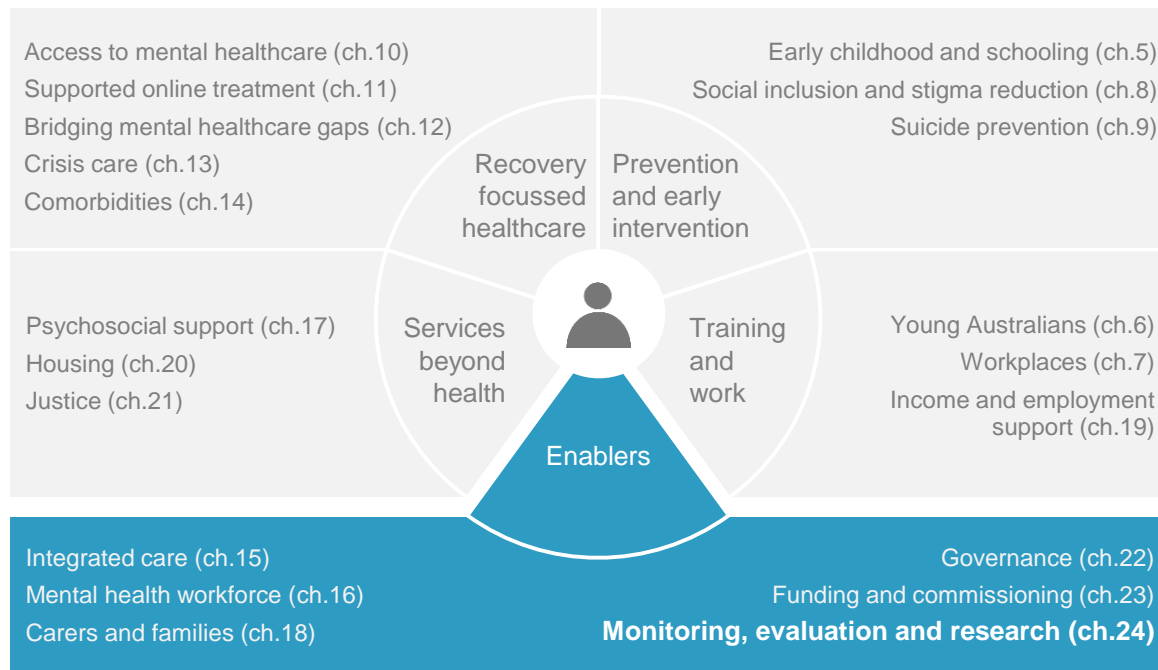 Access to mental healthcare (ch.10)
Supported online treatment (ch.11)
Bridging mental healthcare gaps (ch.12)
Crisis care (ch.13)
Comorbidities (ch.14)
Early childhood and schooling (ch.5)
Social inclusion and stigma reduction (ch.8)
Suicide prevention (ch.9)
Recovery
focussed
healthcare
Prevention
and early
intervention
Psychosocial support (ch.17)
Housing (ch.20)
Justice (ch.21)
Services
beyond
health
Training
and
work
Young Australians (ch.6)
Workplaces (ch.7)
Income and employment
support (ch.19)
Enablers
Integrated care (ch.15)
Mental health workforce (ch.16)
Carers and families (ch.18)
Governance (ch.22)
Funding and commissioning (ch.23)
Monitoring, evaluation and research (ch.24)